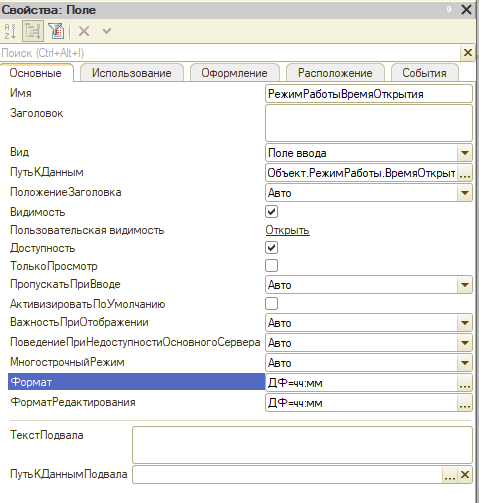 Свойства: Поле
Поиск (Ctrl+Alt+I)
Основные Использование Оформление Расположение События
Имя РежимРаботыВремяОткрытия
Заголовок
Вид Поле ввода
ПутьКДанным Объект.РежимРаботы.ВремяОткрыт ...
ПоложениеЗаголовка Авто
Видимость
Пользовательская видимость Открыть
Доступность
ТолькоПросмотр
ПропускатьПриВводе Авто
АктивизироватьПоУмолчанию
ВажностьПриОтображении Авто
ПоведениеПриНедоступностиОсновногоСервера Авто
МногострочныйРежим Авто
Формат ДФ=чч:мм ...
ФорматРедактирования ДФ=чч:мм ...
ТекстПодвала
ПутьКДаннымПодвала ...